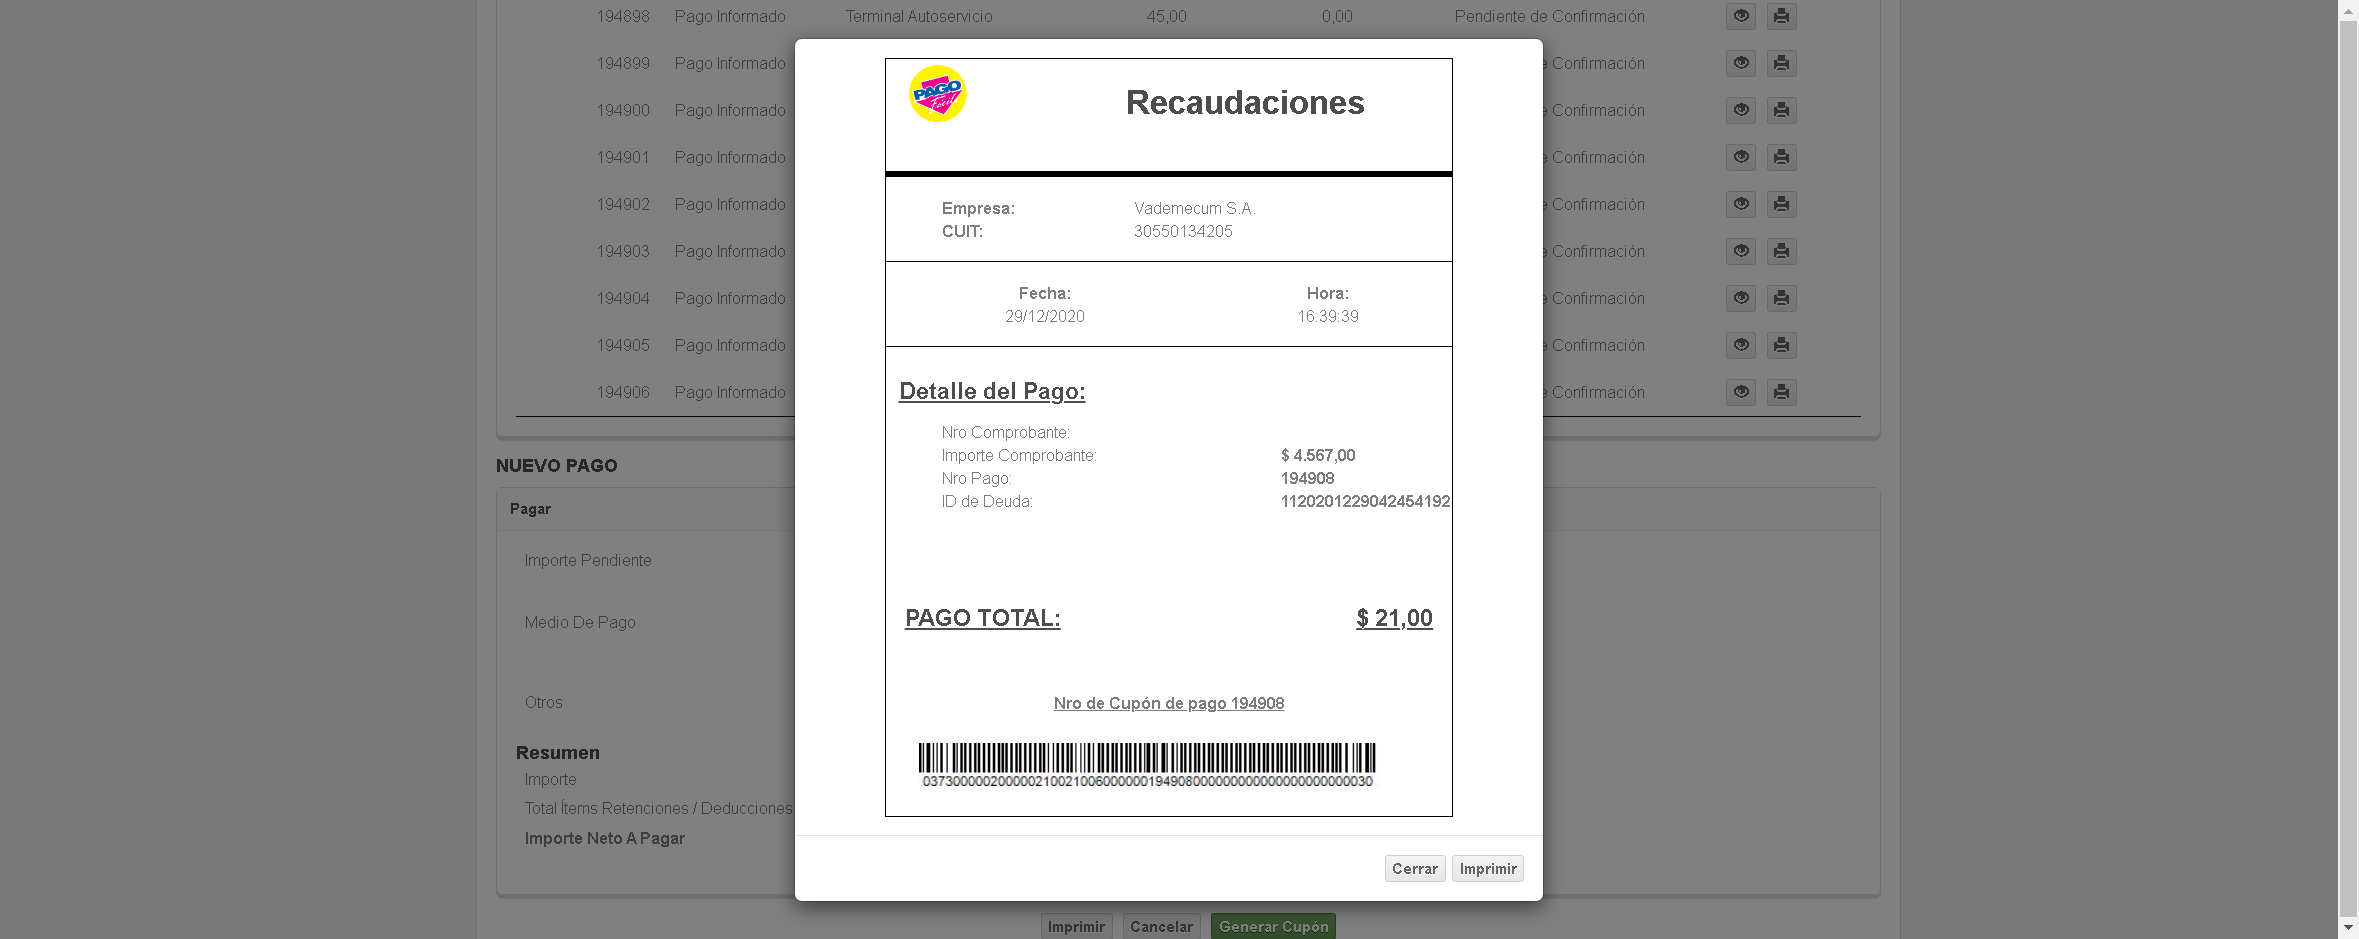 194898 Pago Informado Terminal Autoservicio 45,00 0,00 Pendiente de Confirmación
194899 Pago Informado e Confirmación
194900 Pago Informado e Confirmación
194901 Pago Informado e Confirmación
194902 Pago Informado e Confirmación
194903 Pago Informado e Confirmación
194904 Pago Informado e Confirmación
194905 Pago Informado e Confirmación
194906 Pago Informado e Confirmación
NUEVO PAGO
Pagar
Importe Pendiente
Medio De Pago
Otros
Resumen
Importe
Total Ítems Retenciones / Deducciones
Importe Neto A Pagar
PAGO Fácil
Recaudaciones
Empresa: Vademecum S.A.
CUIT: 30550134205
Fecha: Hora:
29/12/2020 16:39:39
Detalle del Pago:
Nro Comprobante:
Importe Comprobante: $ 4.567,00
Nro Pago: 194908
ID de Deuda: 1120201229042454192
PAGO TOTAL: $ 21,00
Nro de Cupón de pago 194908
Cerrar Imprimir
Imprimir Cancelar Generar Cupón